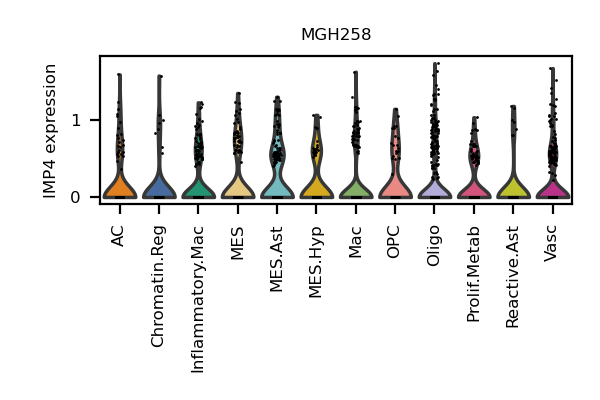 MGH258
IMP4 expression
1
0
AC
Chromatin.Reg
Inflammatory.Mac
MES
MES.Ast
MES.Hyp
Mac
OPC
Oligo
Prolif.Metab
Reactive.Ast
Vasc